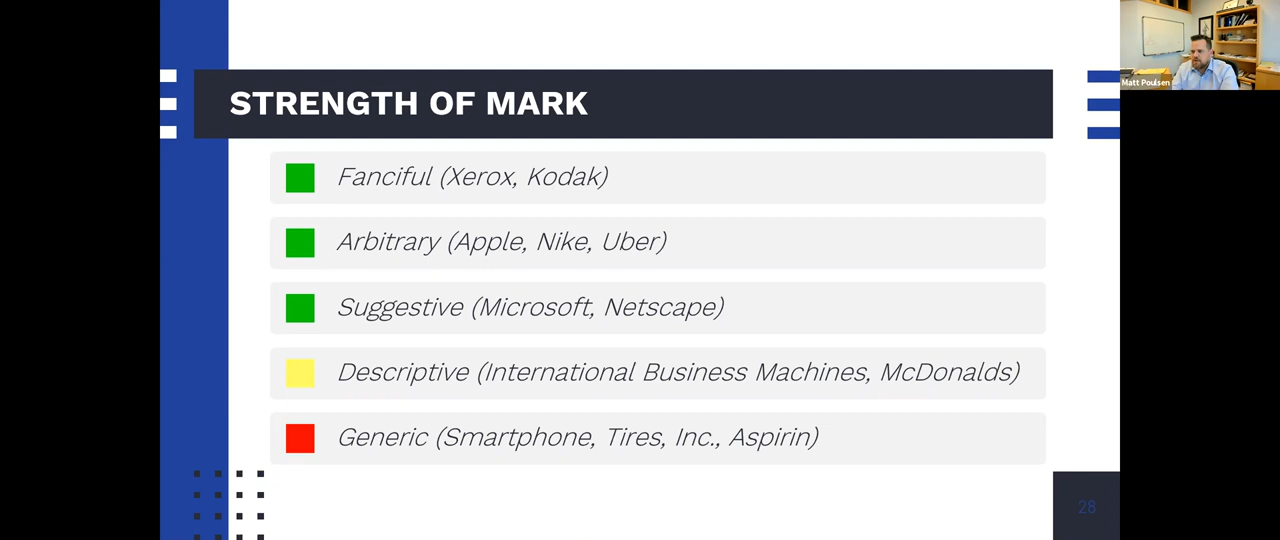 STRENGTH OF MARK
Matt Poulsen
Fanciful (Xerox, Kodak)
Arbitrary (Apple, Nike, Uber)
Suggestive (Microsoft, Netscape)
Descriptive (International Business Machines, McDonalds)
Generic (Smartphone, Tires, Inc., Aspirin)
28